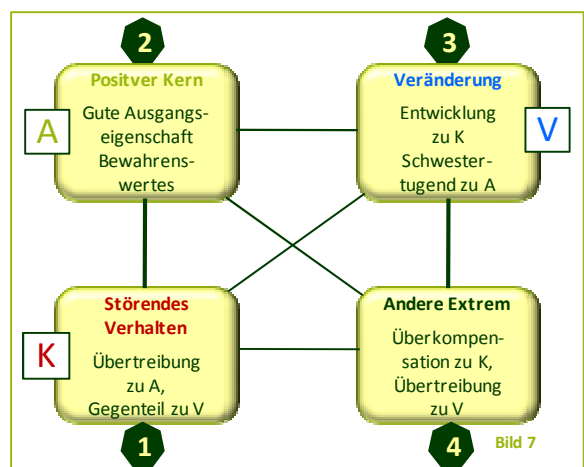 2
3
Positver Kern
Gute Ausgangs-
eigenschaft
Bewahrens-
wertes
A
Veränderung
Entwicklung
zu K
Schwester-
tugend zu A
V
Störendes
Verhalten
Übertreibung
zu A,
Gegenteil zu V
K
Andere Extrem
Überkompen-
sation zu K,
Übertreibung
zu V
1
4
Bild 7